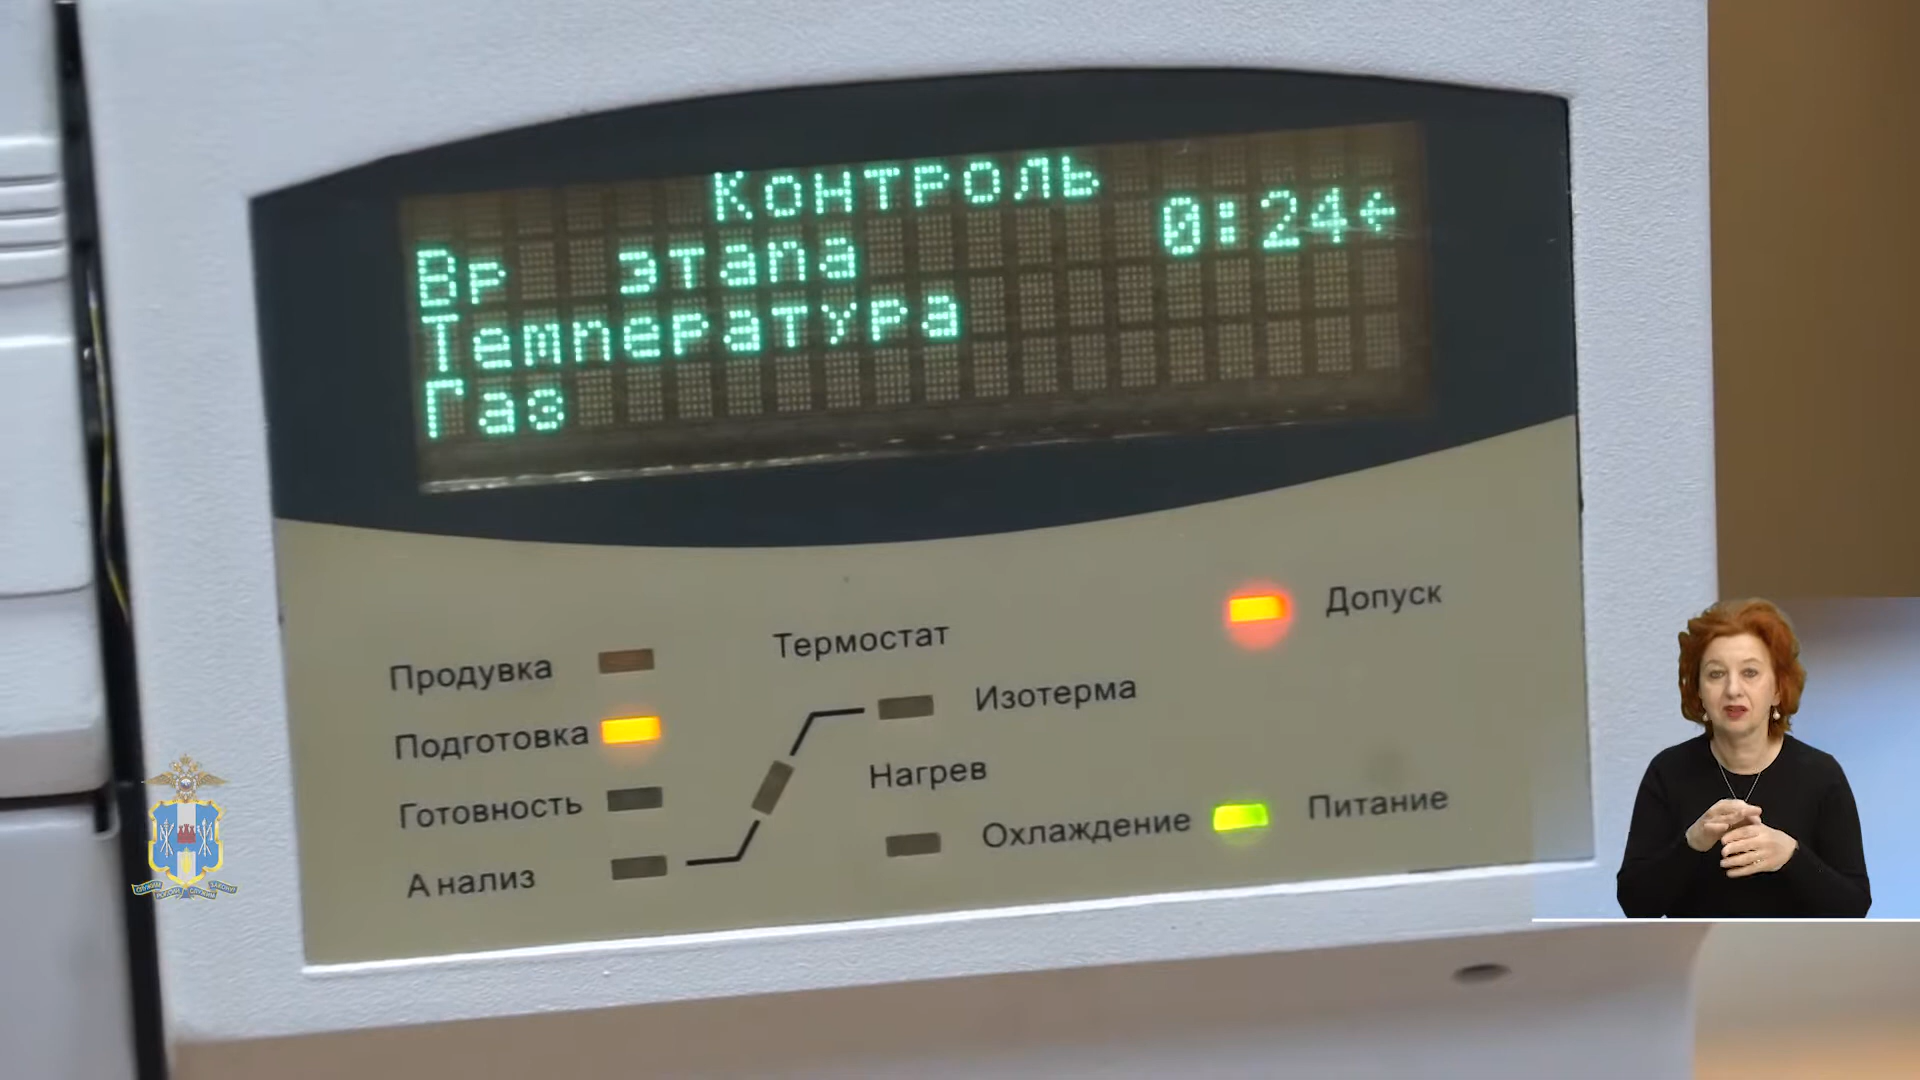 Контроль
Вр этапа 0:24←
Температура
Газ
Продувка
Подготовка
Готовность
Анализ
Термостат
Изотерма
Нагрев
Охлаждение
Допуск
Питание